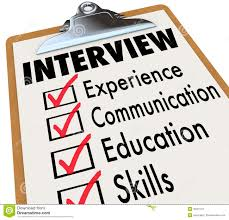 INTERVIEW
Experience
Communication
Education
Skills